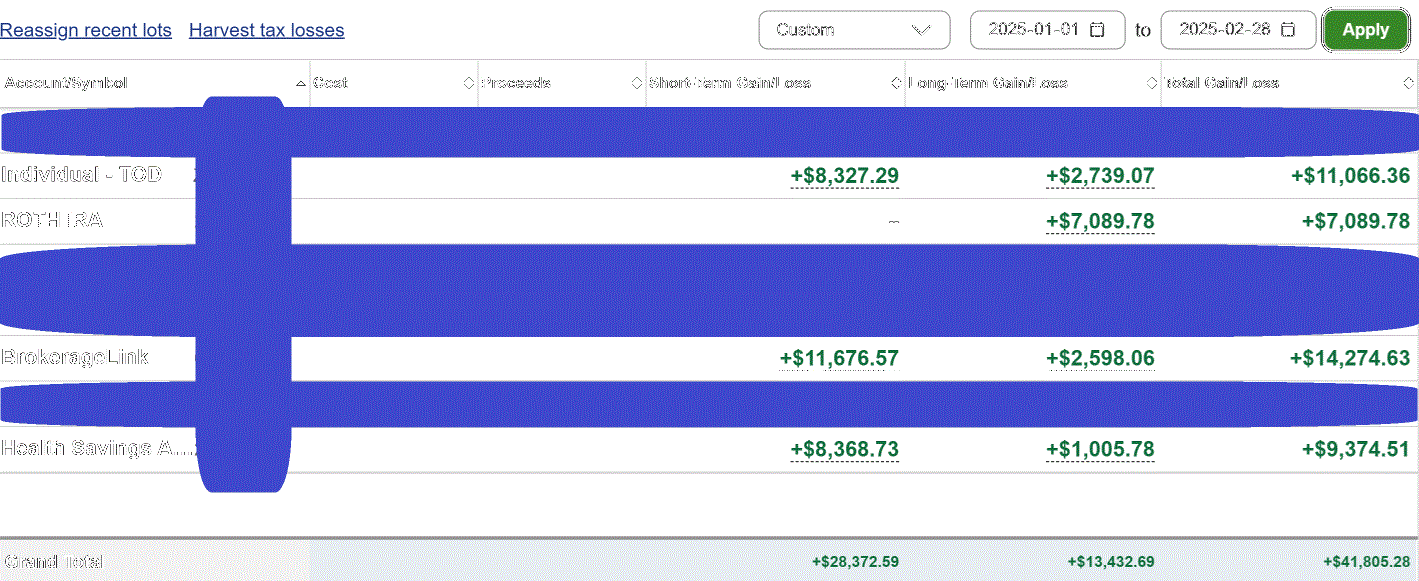 Reassign recent lots Harvest tax losses Custom 2025-01-01 to 2025-02-28 Apply
Account/Symbol Cost Proceeds Short-Term Gain/Loss Long-Term Gain/Loss Total Gain/Loss
Individual - TOD +$8,327.29 +$2,739.07 +$11,066.36
ROTH IRA -- +$7,089.78 +$7,089.78
BrokerageLink +$11,676.57 +$2,598.06 +$14,274.63
Health Savings A... +$8,368.73 +$1,005.78 +$9,374.51
Grand Total +$28,372.59 +$13,432.69 +$41,805.28